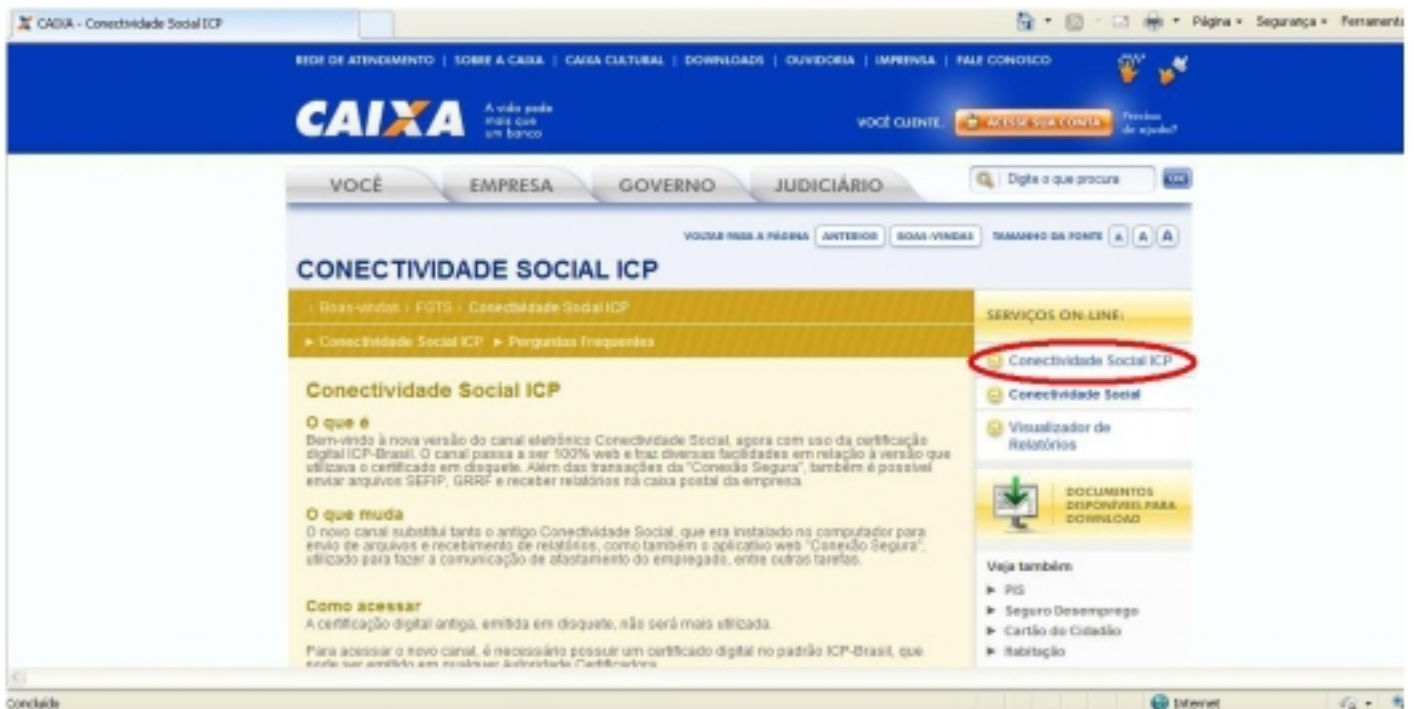 CAIXA - Conectividade Social ICP
Página Segurança Ferramenta
REDE DE ATENDIMENTO | SOBRE A CAIXA | CAIXA CULTURAL | DOWNLOADS | OUVIDORIA | IMPRENSA | FALE CONOSCO
CAIXA
A vida pede
mais que
um banco
VOCÊ CLIENTE,
ACESSE SUA CONTA
Precisa
de ajuda?
VOCÊ EMPRESA GOVERNO JUDICIÁRIO
Digite o que procura
VOLTAR PARA A PÁGINA ANTERIOR BOAS-VINDAS TAMANHO DA FONTE A A A
CONECTIVIDADE SOCIAL ICP
Boas-vindas FGTS Conectividade Social ICP
Conectividade Social ICP Perguntas Frequentes
Conectividade Social ICP
O que é
Bem-vindo à nova versão do canal eletrônico Conectividade Social, agora com uso da certificação
digital ICP-Brasil. O canal passa a ser 100% web e traz diversas facilidades em relação à versão que
utilizava o certificado em disquete. Além das transações da "Conexão Segura", também é possível
enviar arquivos SEFIP, GRRF e receber relatórios na caixa postal da empresa.
O que muda
O novo canal substitui tanto o antigo Conectividade Social, que era instalado no computador para
envio de arquivos e recebimento de relatórios, como também o aplicativo web "Conexão Segura",
utilizado para fazer a comunicação de afastamento do empregado, entre outras tarefas.
Como acessar
A certificação digital antiga, emitida em disquete, não será mais utilizada.
Para acessar o novo canal, é necessário possuir um certificado digital no padrão ICP-Brasil, que
pode ser emitido em qualquer Autoridade Certificadora
SERVIÇOS ON-LINE:
Conectividade Social ICP
Conectividade Social
Visualizador de
Relatórios
DOCUMENTOS
DISPONÍVEIS PARA
DOWNLOAD
Veja também
PIS
Seguro Desemprego
Cartão do Cidadão
Habitação
Concluído
Internet